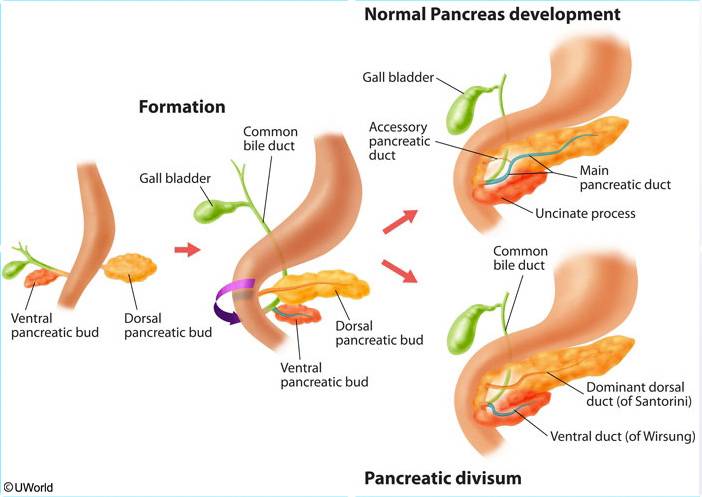 Normal Pancreas development
Gall bladder
Accessory
pancreatic
duct
Main
pancreatic duct
Uncinate process
Formation
Common
bile duct
Gall bladder
Ventral
pancreatic bud
Dorsal
pancreatic bud
Dorsal
pancreatic bud
Ventral
pancreatic bud
Common
bile duct
Dominant dorsal
duct (of Santorini)
Ventral duct (of Wirsung)
Pancreatic divisum
©UWorld